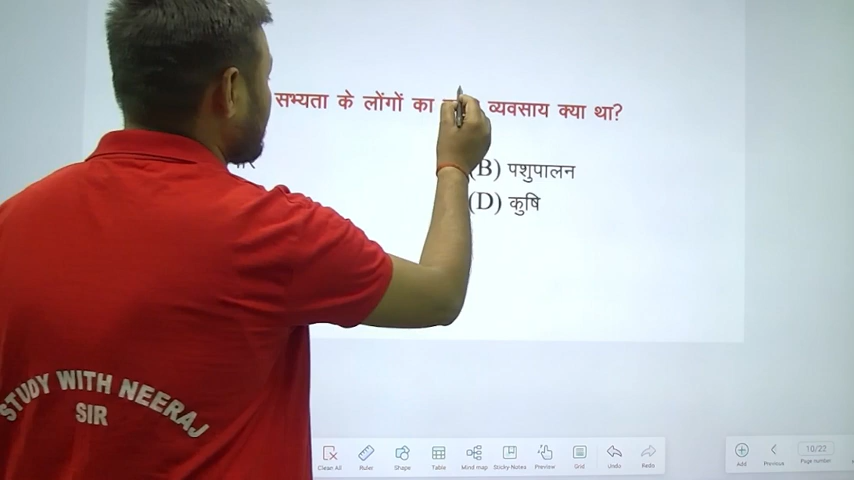 सभ्यता के लोंगों का व्यवसाय क्या था?
(B) पशुपालन
(D) कुषि
STUDY WITH NEERAJ
SIR
Clean All Ruler Shape Table Mind map Sticky Notes Preview Grid Undo Redo Add Previous 10/22 Page number